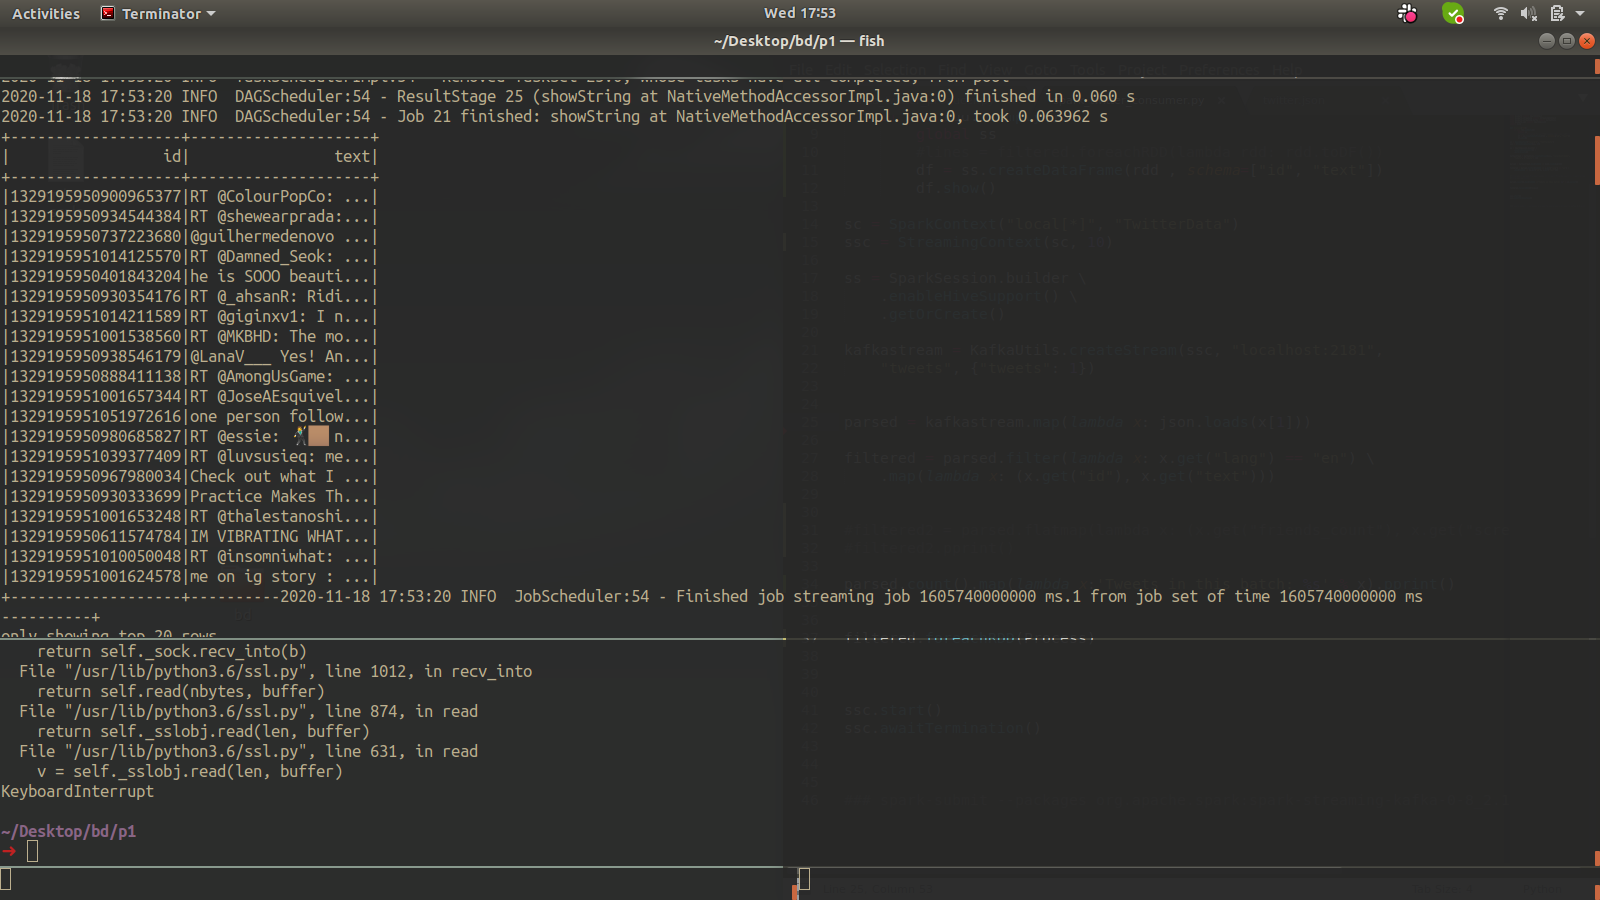 Activities
Terminator
Wed 17:53
~/Desktop/bd/p1 — fish
2020-11-18 17:53:20 INFO  DAGScheduler:54 - ResultStage 25 (showString at NativeMethodAccessorImpl.java:0) finished in 0.060 s
2020-11-18 17:53:20 INFO  DAGScheduler:54 - Job 21 finished: showString at NativeMethodAccessorImpl.java:0, took 0.063962 s
+-------------------+--------------------+
|                 id|                text|
+-------------------+--------------------+
|1329195950900965377|RT @ColourPopCo: ...|
|1329195950934544384|RT @shewearprada:...|
|1329195950737223680|@guilhermedenovo ...|
|1329195951014125570|RT @Damned_Seok: ...|
|1329195950401843204|he is SOOO beauti...|
|1329195950930354176|RT @_ahsanR: Ridi...|
|1329195951014211589|RT @giginxv1: I n...|
|1329195951001538560|RT @MKBHD: The mo...|
|1329195950938546179|@LanaV___ Yes! An...|
|1329195950888411138|RT @AmongUsGame: ...|
|1329195951001657344|RT @JoseAEsquivel...|
|1329195951051972616|one person follow...|
|1329195950980685827|RT @essie: n...|
|1329195951039377409|RT @luvsusieq: me...|
|1329195950967980034|Check out what I ...|
|1329195950930333699|Practice Makes Th...|
|1329195951001653248|RT @thalestanoshi...|
|1329195950611574784|IM VIBRATING WHAT...|
|1329195951010050048|RT @insomniwhat: ...|
|1329195951001624578|me on ig story : ...|
+-------------------+----------2020-11-18 17:53:20 INFO  JobScheduler:54 - Finished job streaming job 1605740000000 ms.1 from job set of time 1605740000000 ms
----------+
only showing top 20 rows
    return self._sock.recv_into(b)
  File "/usr/lib/python3.6/ssl.py", line 1012, in recv_into
    return self.read(nbytes, buffer)
  File "/usr/lib/python3.6/ssl.py", line 874, in read
    return self._sslobj.read(len, buffer)
  File "/usr/lib/python3.6/ssl.py", line 631, in read
    v = self._sslobj.read(len, buffer)
KeyboardInterrupt
~/Desktop/bd/p1
→